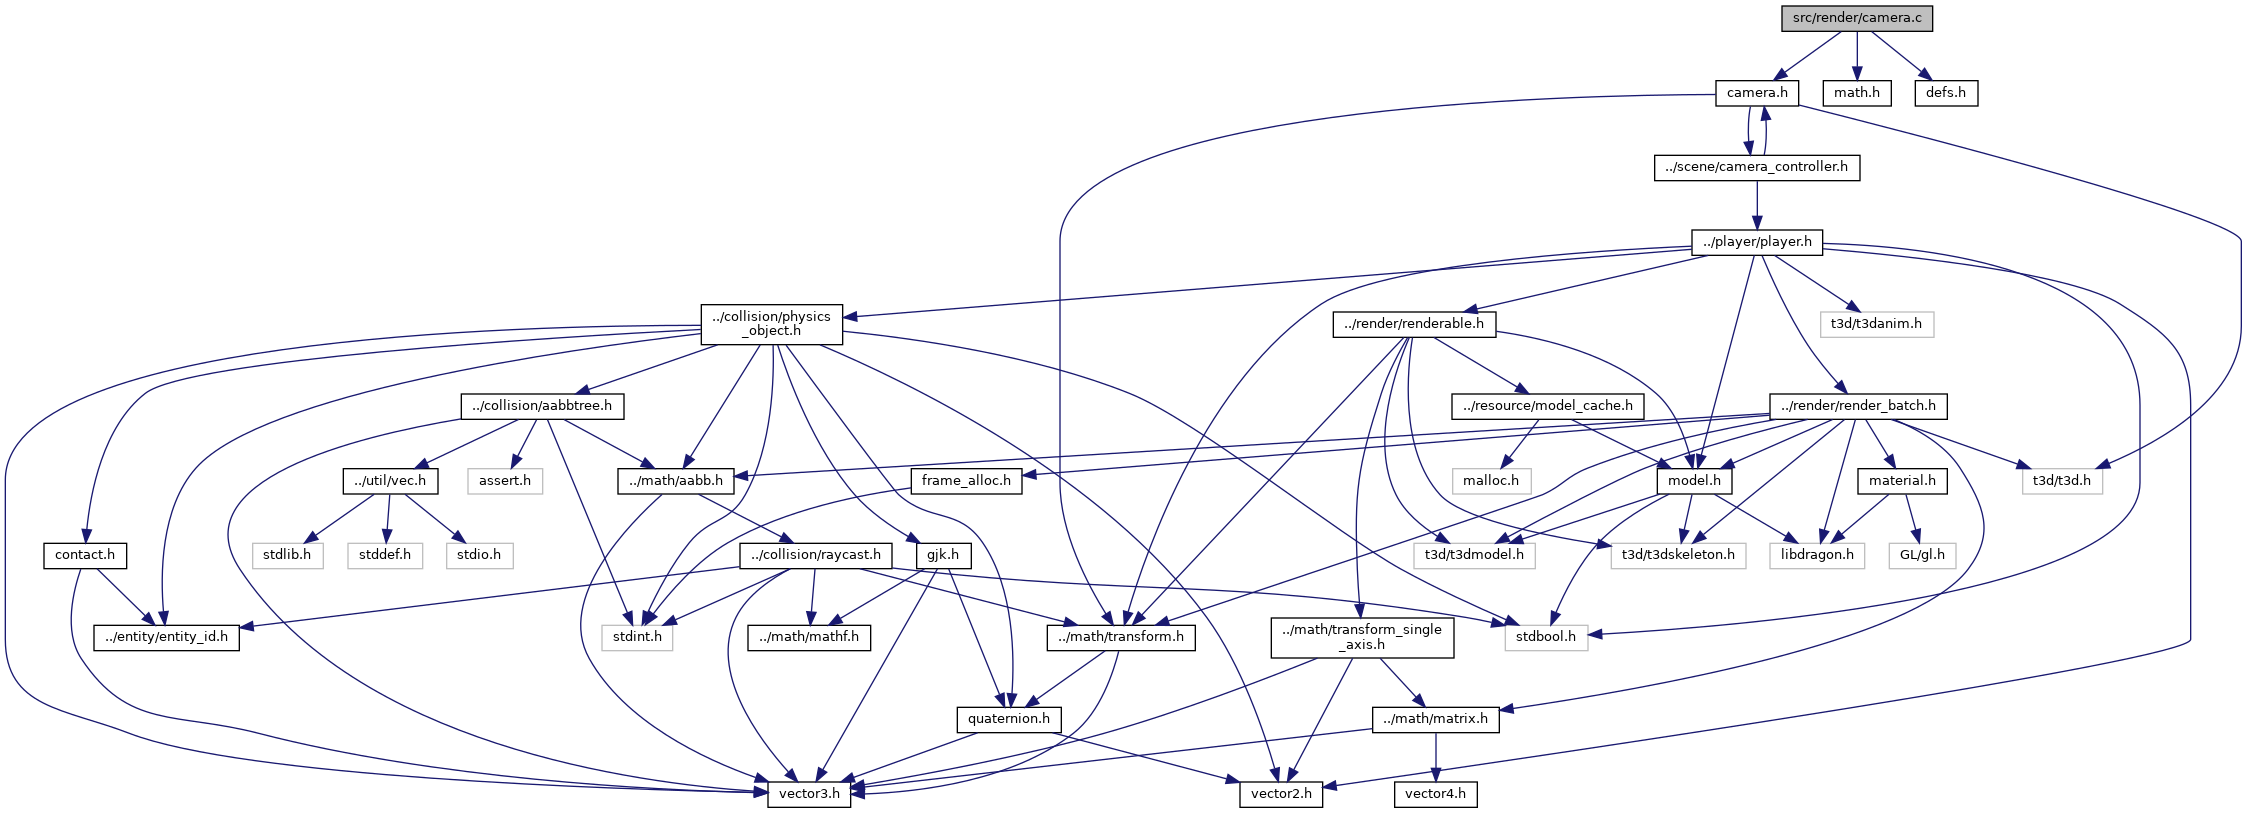 src/render/camera.c
camera.h
math.h
defs.h
../scene/camera_controller.h
../player/player.h
../collision/physics
_object.h
../render/renderable.h
t3d/t3danim.h
../collision/aabbtree.h
../resource/model_cache.h
../render/render_batch.h
../util/vec.h
assert.h
../math/aabb.h
frame_alloc.h
malloc.h
model.h
material.h
t3d/t3d.h
contact.h
stdlib.h
stddef.h
stdio.h
../collision/raycast.h
gjk.h
t3d/t3dmodel.h
t3d/t3dskeleton.h
libdragon.h
GL/gl.h
../entity/entity_id.h
stdint.h
../math/mathf.h
../math/transform.h
../math/transform_single
_axis.h
stdbool.h
quaternion.h
../math/matrix.h
vector3.h
vector2.h
vector4.h